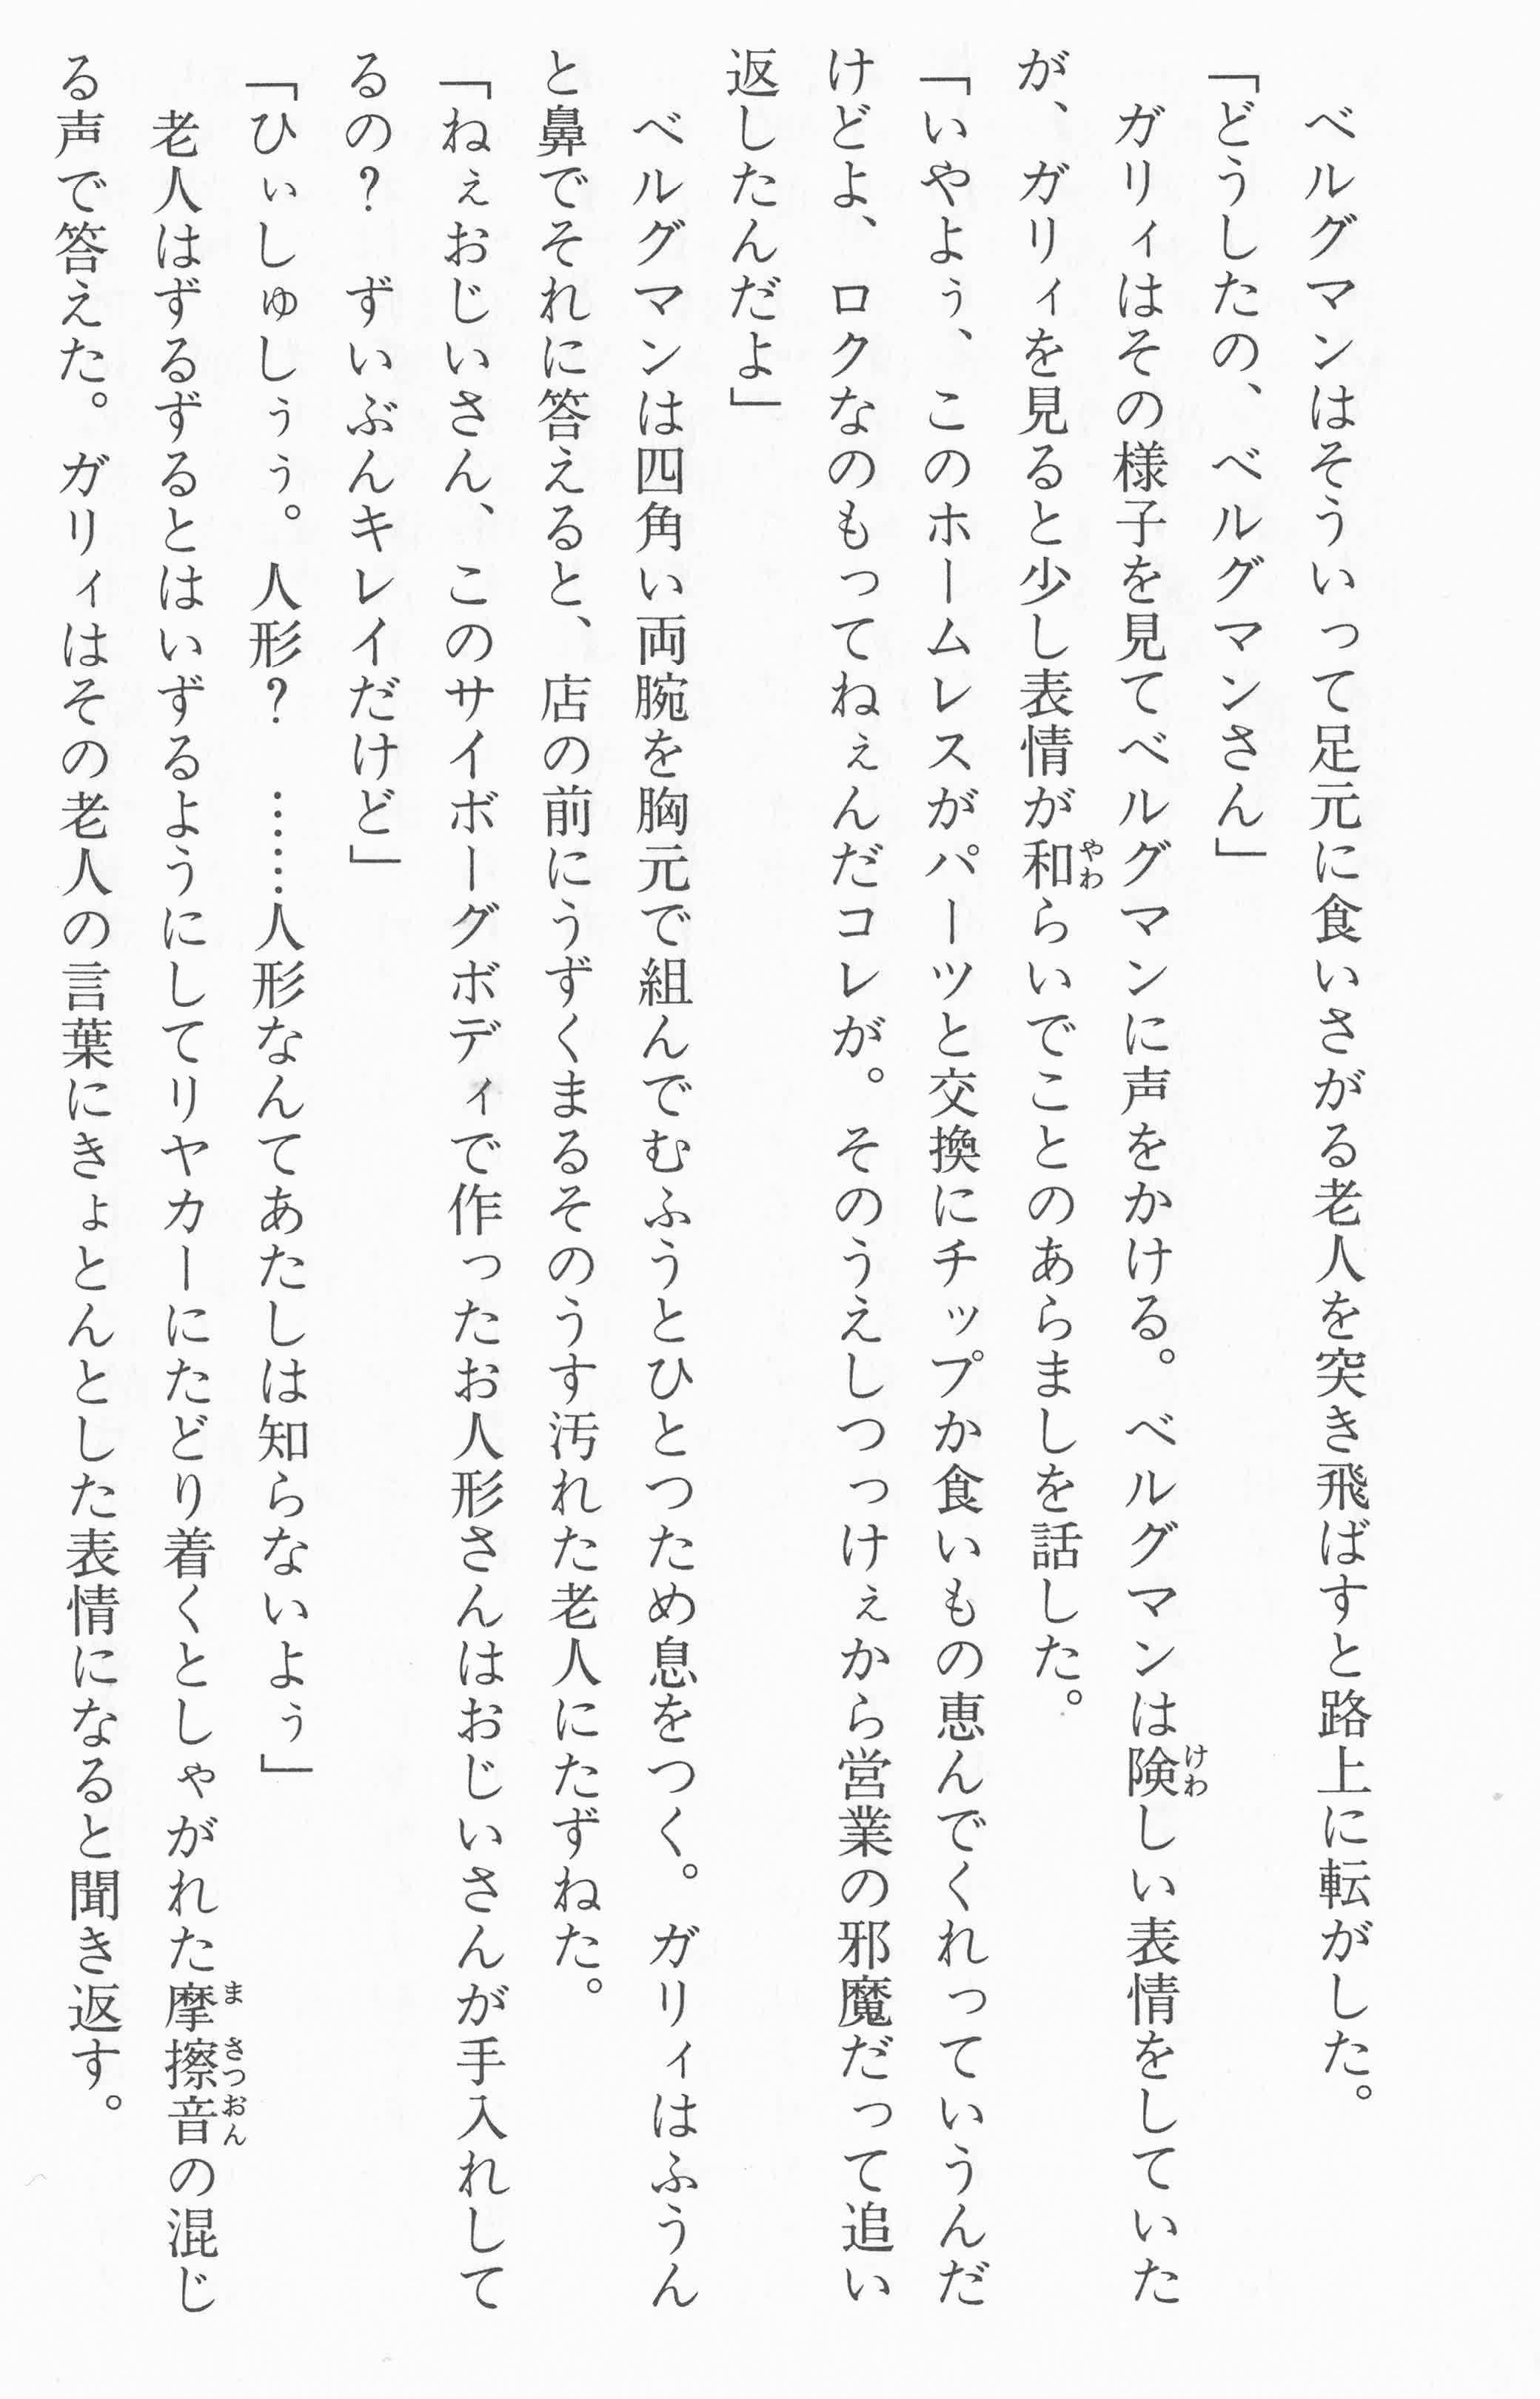 ベルグマンはそういって足元に食いさがる老人を突き飛ばすと路上に転がした。
「どうしたの、ベルグマンさん」
　ガリィはその様子を見てベルグマンに声をかける。ベルグマンは険しい表情をしていた
が、ガリィを見ると少し表情が和らいでことのあらましを話した。
「いやよぅ、このホームレスがパーツと交換にチップか食いもの恵んでくれっていうんだ
けどよ、ロクなのもってねぇんだコレが。そのうえしつっけぇから営業の邪魔だって追い
返したんだよ」
　ベルグマンは四角い両腕を胸元で組んでむふうとひとつため息をつく。ガリィはふうん
と鼻でそれに答えると、店の前にうずくまるそのうす汚れた老人にたずねた。
「ねぇおじいさん、このサイボーグボディで作ったお人形さんはおじいさんが手入れして
るの？　ずいぶんキレイだけど」
「ひぃしゅしぅぅ。人形？　……人形なんてあたしは知らないよぅ」
　老人はずるずるとはいずるようにしてリヤカーにたどり着くとしゃがれた摩擦音の混じ
る声で答えた。ガリィはその老人の言葉にきょとんとした表情になると聞き返す。